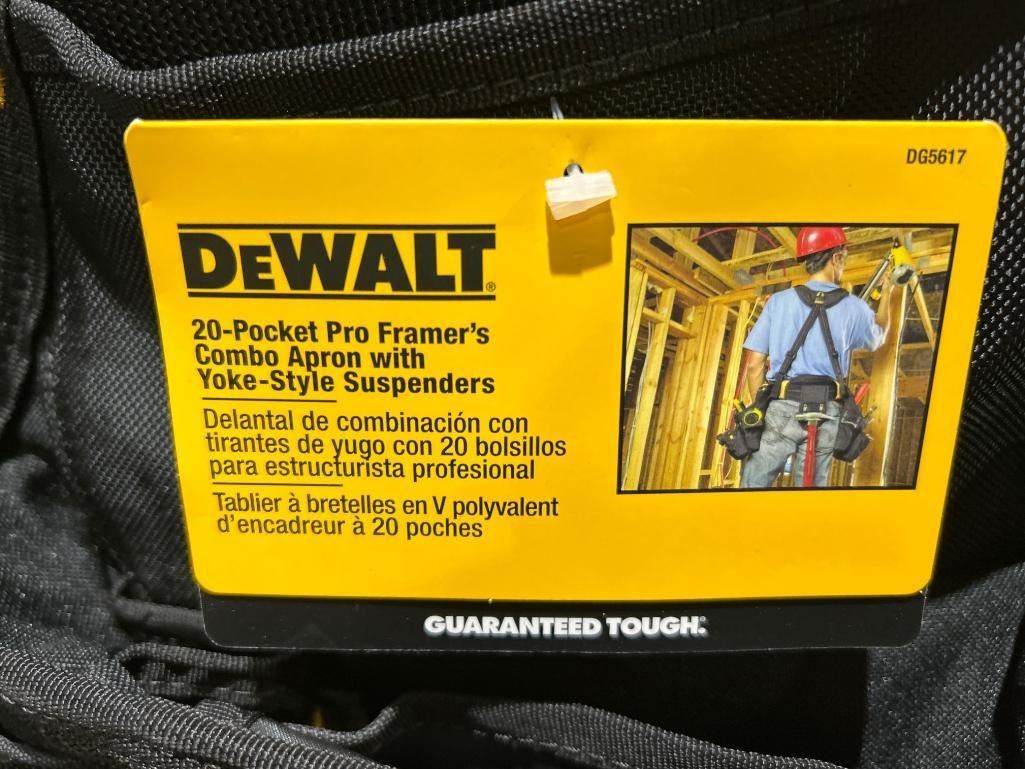 DG5617
DEWALT®
20-Pocket Pro Framer's
Combo Apron with
Yoke-Style Suspenders
Delantal de combinación con
tirantes de yugo con 20 bolsillos
para estructurista profesional
Tablier à bretelles en V polyvalent
d'encadreur à 20 poches
GUARANTEED TOUGH.®